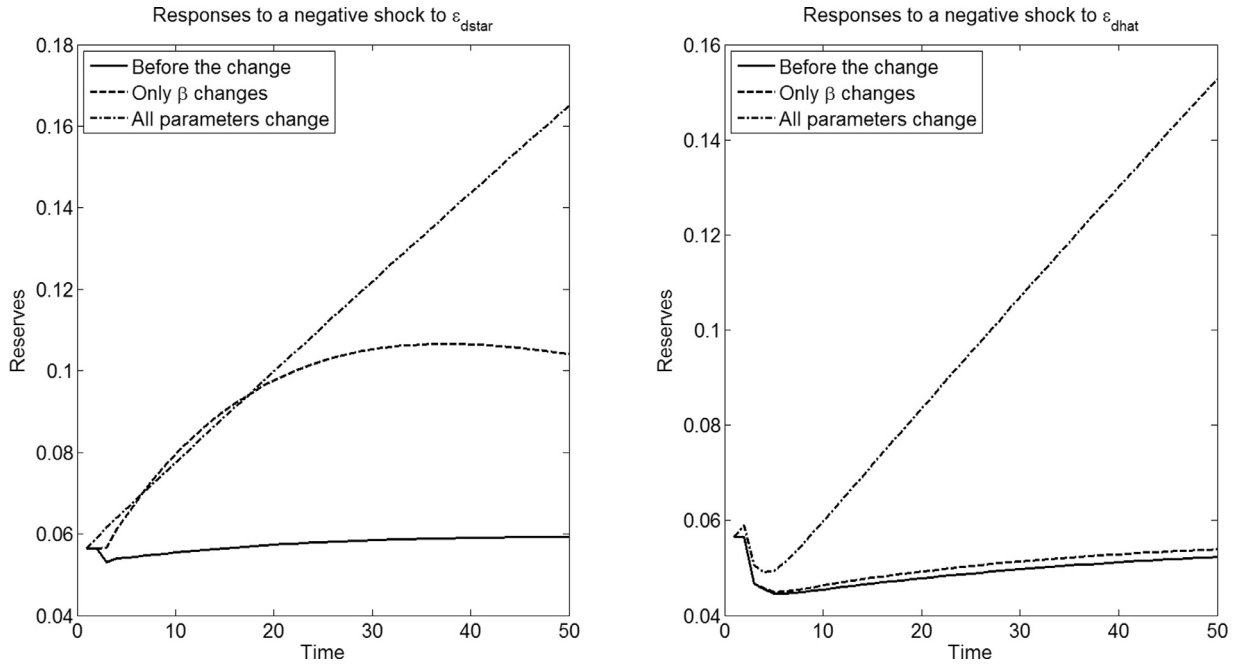 Responses to a negative shock to ε_dstar
0.18
0.16
0.14
0.12
0.1
0.08
0.06
0.04
Reserves
Before the change
Only β changes
All parameters change
0 10 20 30 40 50
Time
Responses to a negative shock to ε_dhat
0.16
0.14
0.12
0.1
0.08
0.06
0.04
Reserves
Before the change
Only β changes
All parameters change
0 10 20 30 40 50
Time